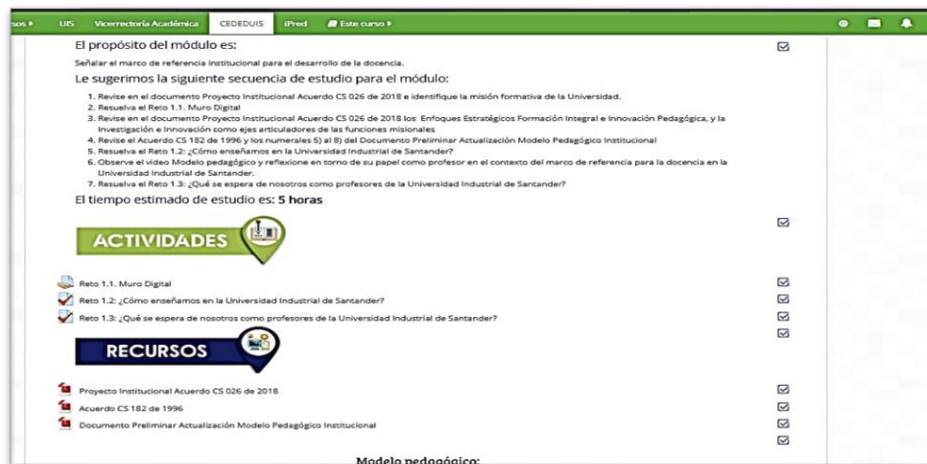 sos UIS Vicerrectoría Académica CEDEDUIS iPred Este curso
El propósito del módulo es:
Señalar el marco de referencia institucional para el desarrollo de la docencia.
Le sugerimos la siguiente secuencia de estudio para el módulo:
1. Revise en el documento Proyecto Institucional Acuerdo CS 026 de 2018 e identifique la misión formativa de la Universidad.
2. Resuelva el Reto 1.1. Muro Digital
3. Revise en el documento Proyecto Institucional Acuerdo CS 026 de 2018 los Enfoques Estratégicos Formación Integral e Innovación Pedagógica, y la
Investigación e Innovación como ejes articuladores de las funciones misionales
4. Revise el Acuerdo CS 182 de 1996 y los numerales 5) al 8) del Documento Preliminar Actualización Modelo Pedagógico Institucional
5. Resuelva el Reto 1.2: ¿Cómo enseñamos en la Universidad Industrial de Santander?
6. Observe el video Modelo pedagógico y reflexione en torno de su papel como profesor en el contexto del marco de referencia para la docencia en la
Universidad Industrial de Santander.
7. Resuelva el Reto 1.3: ¿Qué se espera de nosotros como profesores de la Universidad Industrial de Santander?
El tiempo estimado de estudio es: 5 horas
ACTIVIDADES
Reto 1.1. Muro Digital
Reto 1.2: ¿Cómo enseñamos en la Universidad Industrial de Santander?
Reto 1.3: ¿Qué se espera de nosotros como profesores de la Universidad Industrial de Santander?
RECURSOS
Proyecto Institucional Acuerdo CS 026 de 2018
Acuerdo CS 182 de 1996
Documento Preliminar Actualización Modelo Pedagógico Institucional
Modelo pedagógico: